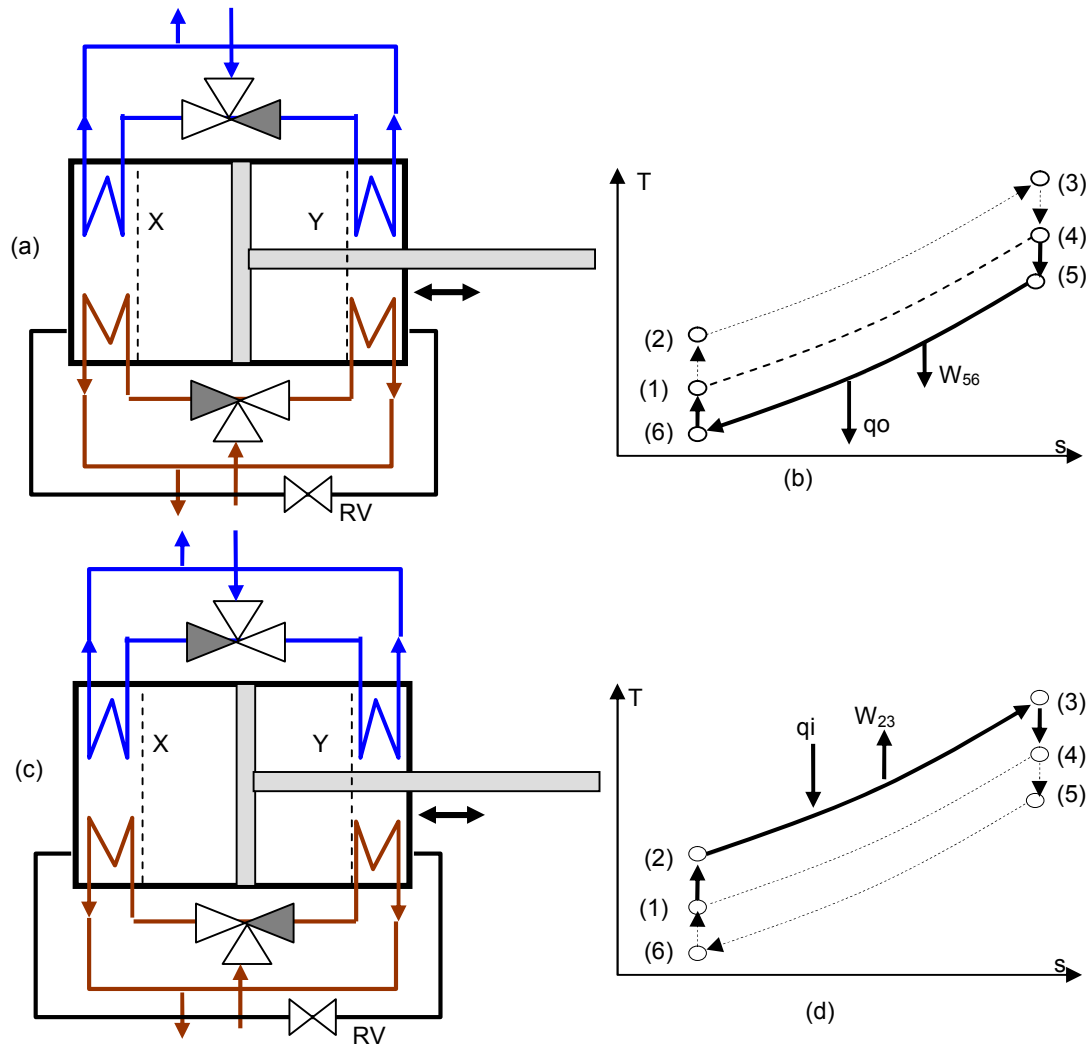 X
Y
(a)
RV
T
(3)
(4)
(5)
(2)
(1)
(6)
W56
qo
s
(b)
X
Y
(c)
RV
T
(3)
W23
qi
(4)
(5)
(2)
(1)
(6)
s
(d)